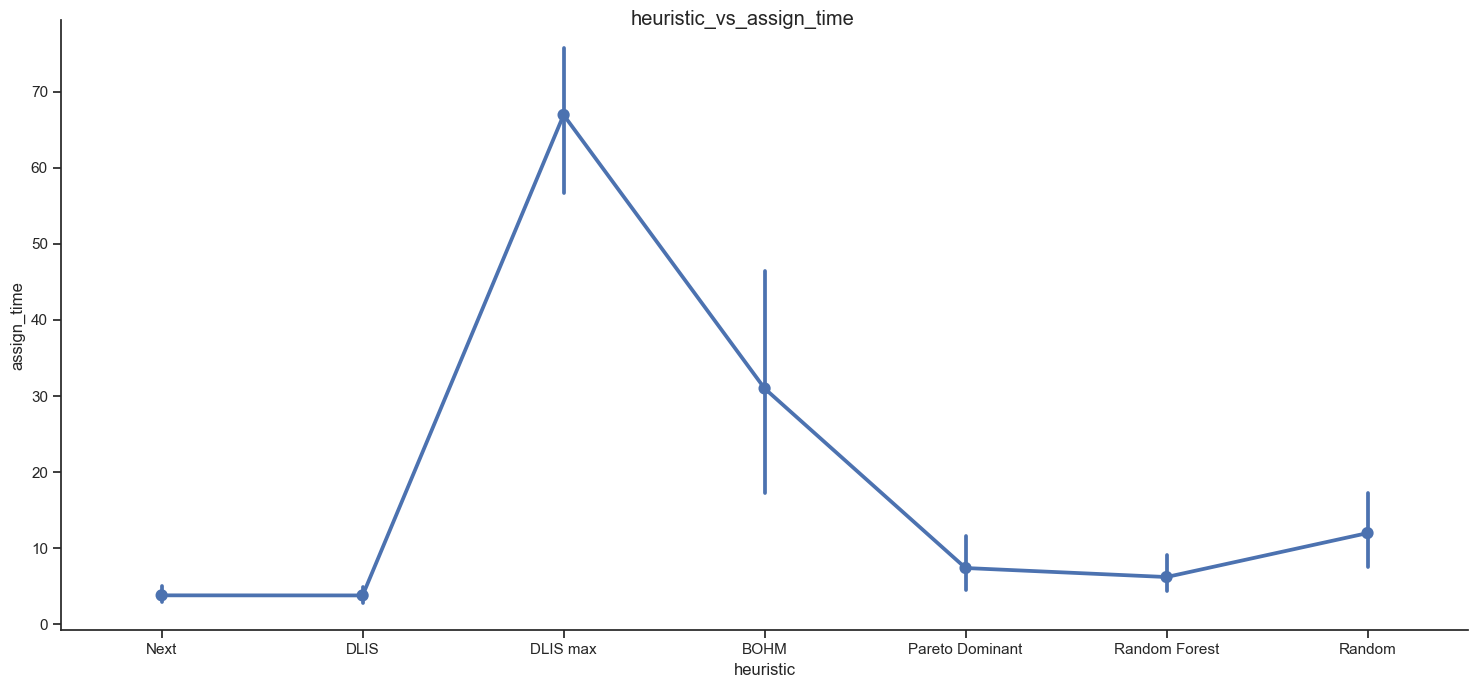 heuristic_vs_assign_time
assign_time
70
60
50
40
30
20
10
0
Next DLIS DLIS max BOHM Pareto Dominant Random Forest Random
heuristic